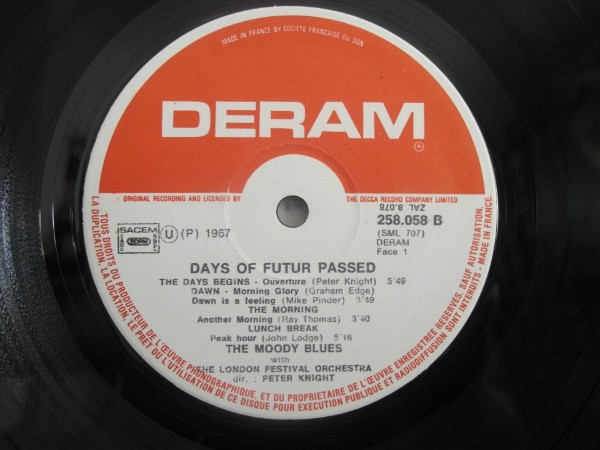 MADE IN FRANCE BY SOCIÉTÉ FRANÇAISE DU SON
DERAM
®
ORIGINAL RECORDING AND LICENSED BY THE DECCA RECORD COMPANY LIMITED
ZAL 8.078
SACEM
U (P) 1967
258.058 B
(SML 707)
DERAM
Face 1
DAYS OF FUTUR PASSED
THE DAYS BEGINS - Ouverture (Peter Knight) 5'49
DAWN - Morning Glory (Graham Edge)
Dawn is a feeling (Mike Pinder) 3'49
THE MORNING
Another Morning (Ray Thomas) 3'40
LUNCH BREAK
Peak hour (John Lodge) 5'16
THE MOODY BLUES
with
THE LONDON FESTIVAL ORCHESTRA
dir. : PETER KNIGHT
TOUS DROITS DU PRODUCTEUR DE L'ŒUVRE PHONOGRAPHIQUE, ET DU PROPRIETAIRE DE L'ŒUVRE ENREGISTREE RESERVES, SAUF AUTORISATION,
LA DUPLICATION, LA LOCATION, LE PRÊT OU L'UTILISATION DE CE DISQUE POUR EXECUTION PUBLIQUE ET RADIODIFFUSION SONT INTERDITS - MADE IN FRANCE.